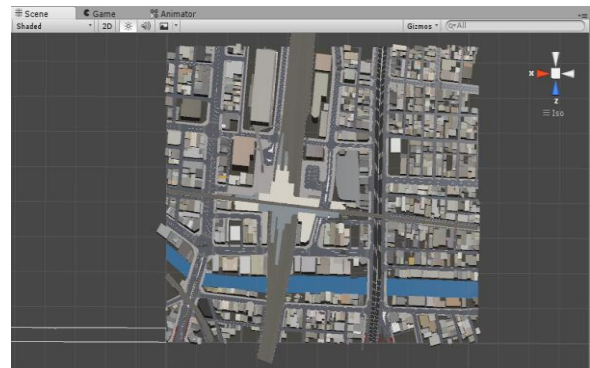 Scene Game Animator
Shaded 2D Gizmos All
x
z
Iso